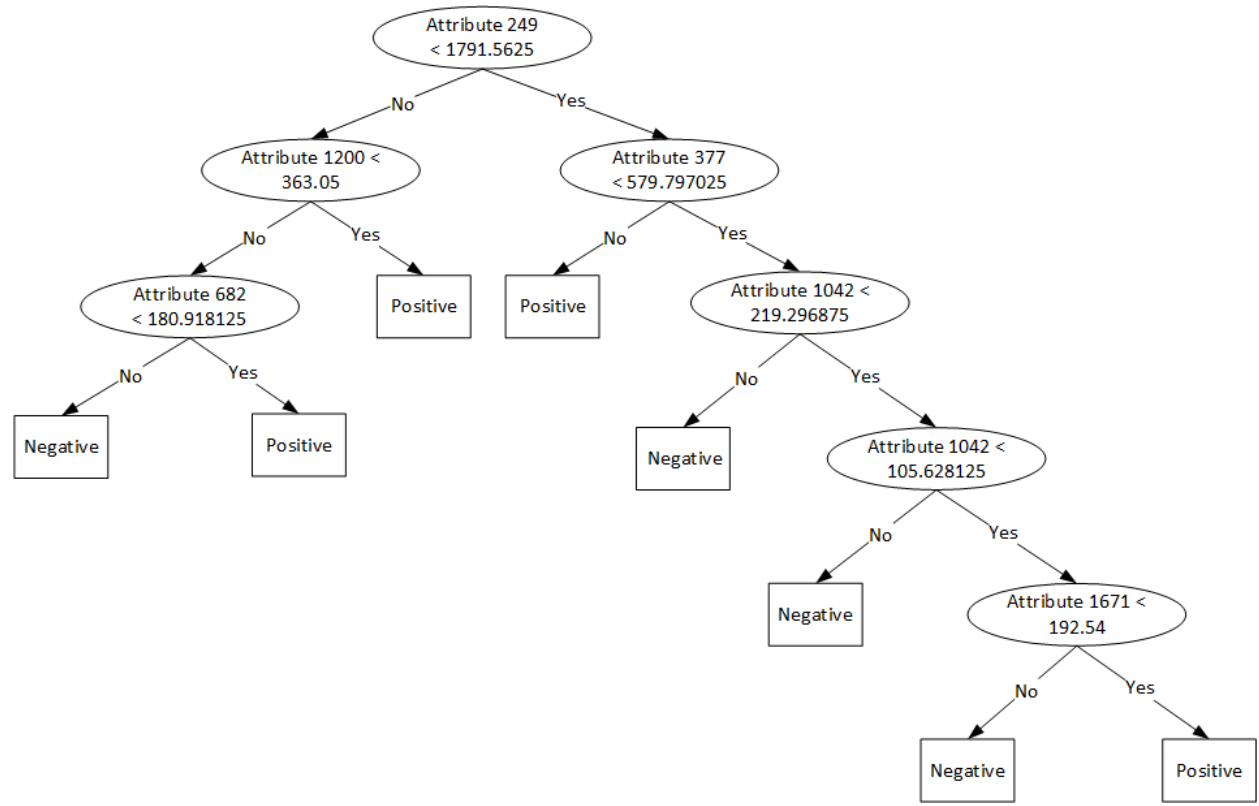 Attribute 249
< 1791.5625
No
Yes
Attribute 1200 <
363.05
Attribute 377
< 579.797025
No
Yes
No
Yes
Attribute 682
< 180.918125
Positive
Positive
Attribute 1042 <
219.296875
No
Yes
No
Yes
Negative
Positive
Negative
Attribute 1042 <
105.628125
No
Yes
Negative
Attribute 1671 <
192.54
No
Yes
Negative
Positive